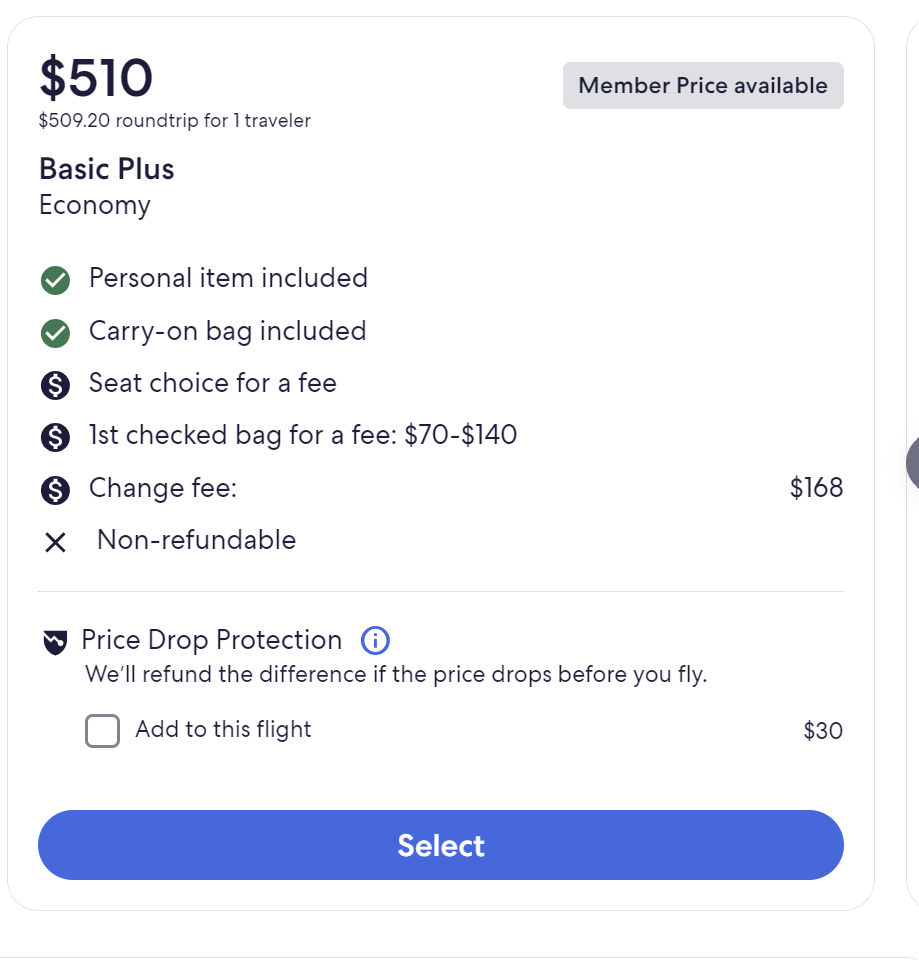 $510
Member Price available
$509.20 roundtrip for 1 traveler
Basic Plus
Economy
Personal item included
Carry-on bag included
Seat choice for a fee
1st checked bag for a fee: $70-$140
Change fee: $168
Non-refundable
Price Drop Protection
We’ll refund the difference if the price drops before you fly.
Add to this flight $30
Select